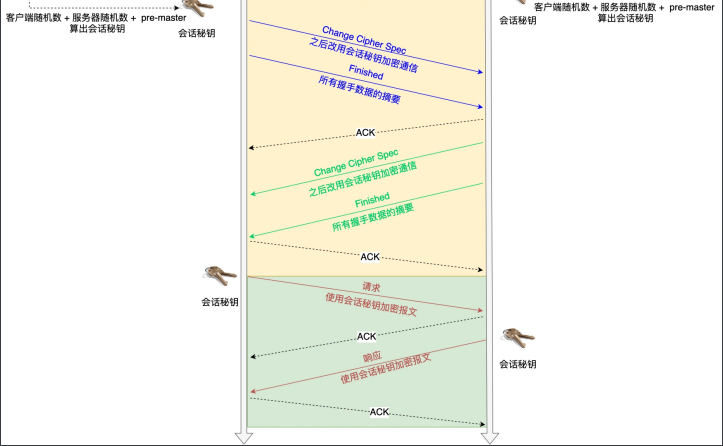 客户端随机数 + 服务器随机数 + pre-master
算出会话秘钥
会话秘钥
会话秘钥
客户端随机数 + 服务器随机数 + pre-master
算出会话秘钥
Change Cipher Spec
之后改用会话秘钥加密通信
Finished
所有握手数据的摘要
ACK
Change Cipher Spec
之后改用会话秘钥加密通信
Finished
所有握手数据的摘要
ACK
会话秘钥
请求
使用会话秘钥加密报文
ACK
会话秘钥
响应
使用会话秘钥加密报文
ACK